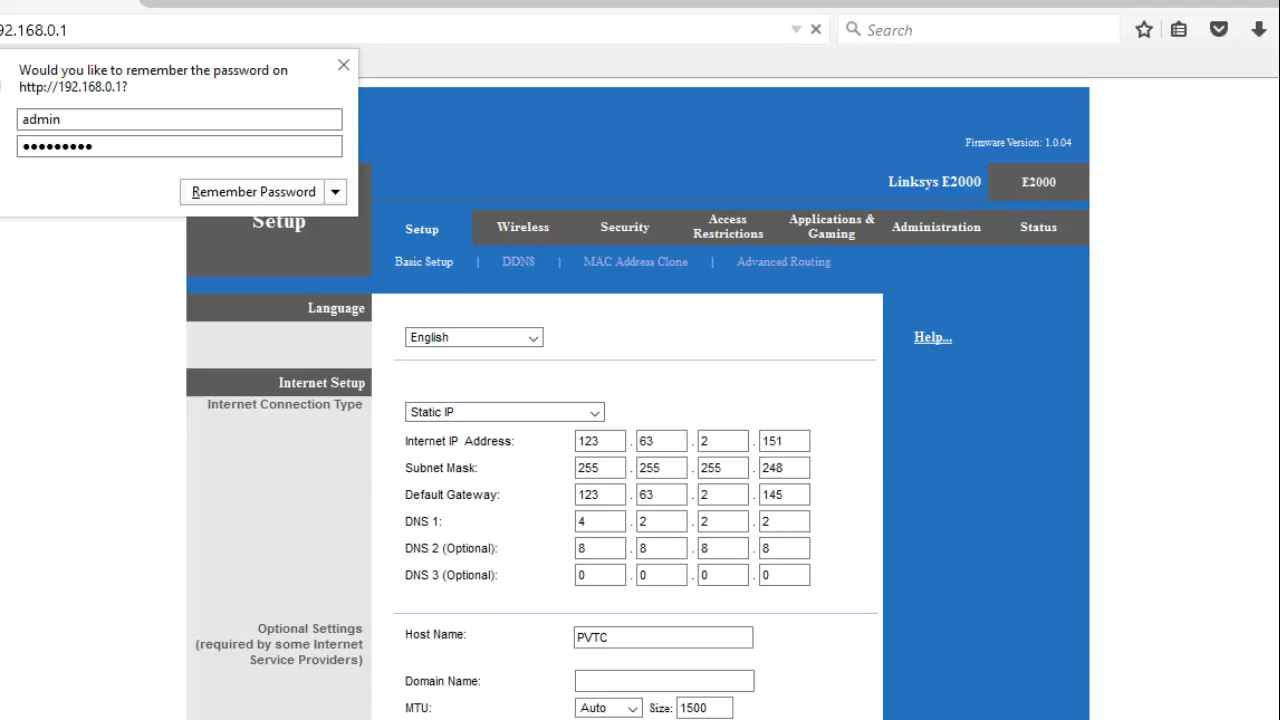 92.168.0.1
Search
Would you like to remember the password on
http://192.168.0.1?
admin
●●●●●●●●●
Remember Password
Firmware Version: 1.0.04
Linksys E2000 E2000
Setup
Setup Wireless Security Access Restrictions Applications & Gaming Administration Status
Basic Setup | DDNS | MAC Address Clone | Advanced Routing
Language
English
Help...
Internet Setup
Internet Connection Type
Static IP
Internet IP Address: 123 . 63 . 2 . 151
Subnet Mask: 255 . 255 . 255 . 248
Default Gateway: 123 . 63 . 2 . 145
DNS 1: 4 . 2 . 2 . 2
DNS 2 (Optional): 8 . 8 . 8 . 8
DNS 3 (Optional): 0 . 0 . 0 . 0
Optional Settings
(required by some Internet
Service Providers)
Host Name: PVTC
Domain Name:
MTU: Auto Size: 1500